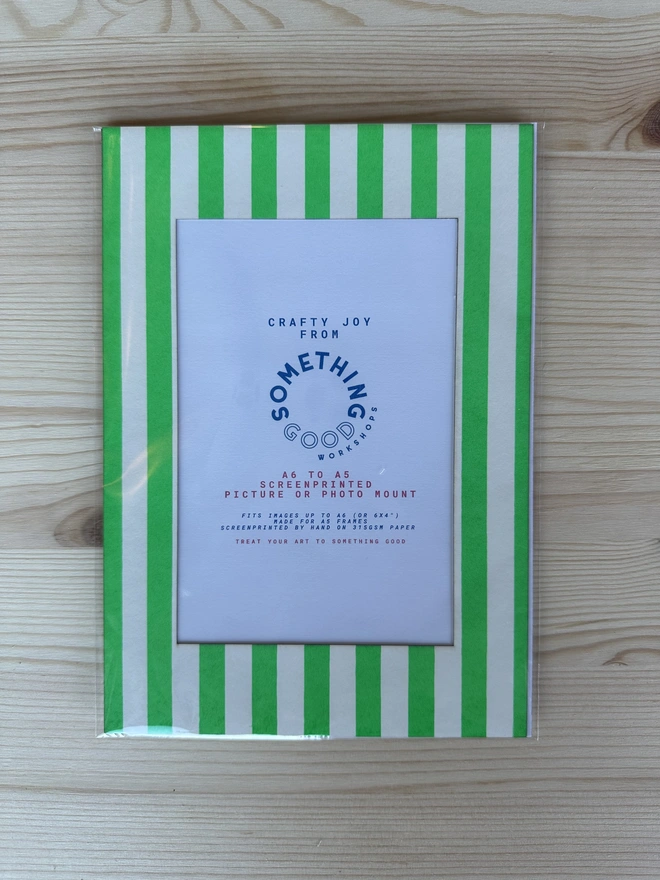 CRAFTY JOY
FROM
SOMETHING
GOOD
WORKSHOPS
A6 TO A5
SCREENPRINTED
PICTURE OR PHOTO MOUNT
FITS IMAGES UP TO A6 (OR 6X4")
MADE FOR A5 FRAMES
SCREENPRINTED BY HAND ON 315GSM PAPER
TREAT YOUR ART TO SOMETHING GOOD